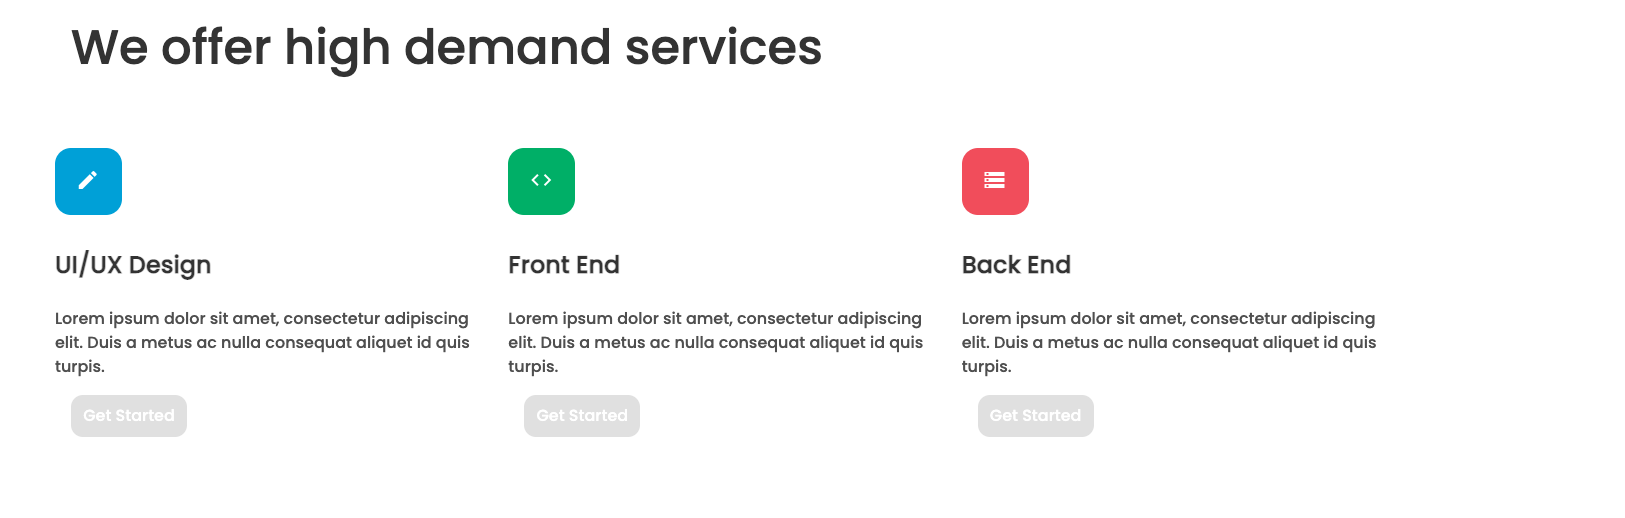 We offer high demand services
UI/UX Design
Lorem ipsum dolor sit amet, consectetur adipiscing
elit. Duis a metus ac nulla consequat aliquet id quis
turpis.
Get Started
Front End
Lorem ipsum dolor sit amet, consectetur adipiscing
elit. Duis a metus ac nulla consequat aliquet id quis
turpis.
Get Started
Back End
Lorem ipsum dolor sit amet, consectetur adipiscing
elit. Duis a metus ac nulla consequat aliquet id quis
turpis.
Get Started